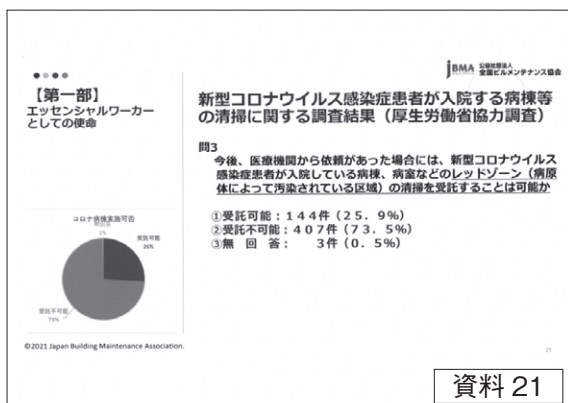 JBMA 公益社団法人
全国ビルメンテナンス協会
【第一部】
エッセンシャルワーカー
としての使命
新型コロナウイルス感染症患者が入院する病棟等
の清掃に関する調査結果（厚生労働省協力調査）
問3
今後、医療機関から依頼があった場合には、新型コロナウイルス
感染症患者が入院している病棟、病室などのレッドゾーン（病原
体によって汚染されている区域）の清掃を受託することは可能か
①受託可能：144件（25．9％）
②受託不可能：407件（73．5％）
③無　回　答：　　3件（0．5％）
コロナ病棟実施可否
無回答
1%
受託可能
26%
受託不可能
73%
©2021 Japan Building Maintenance Association.
21
資料 21